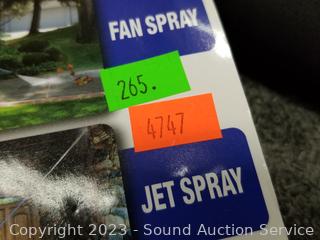 FAN SPRAY
265.
4747
JET SPRAY
Copyright 2023 - Sound Auction Service